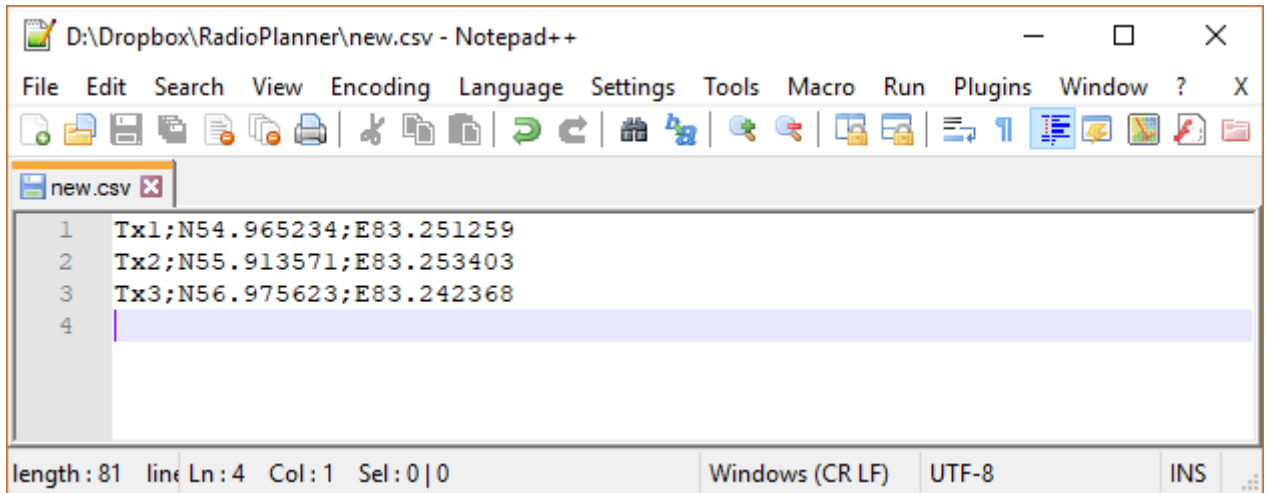 D:\Dropbox\RadioPlanner\new.csv - Notepad++
File Edit Search View Encoding Language Settings Tools Macro Run Plugins Window ? X
new.csv
1 Tx1;N54.965234;E83.251259
2 Tx2;N55.913571;E83.253403
3 Tx3;N56.975623;E83.242368
4
length : 81 line Ln : 4 Col : 1 Sel : 0 | 0 Windows (CR LF) UTF-8 INS